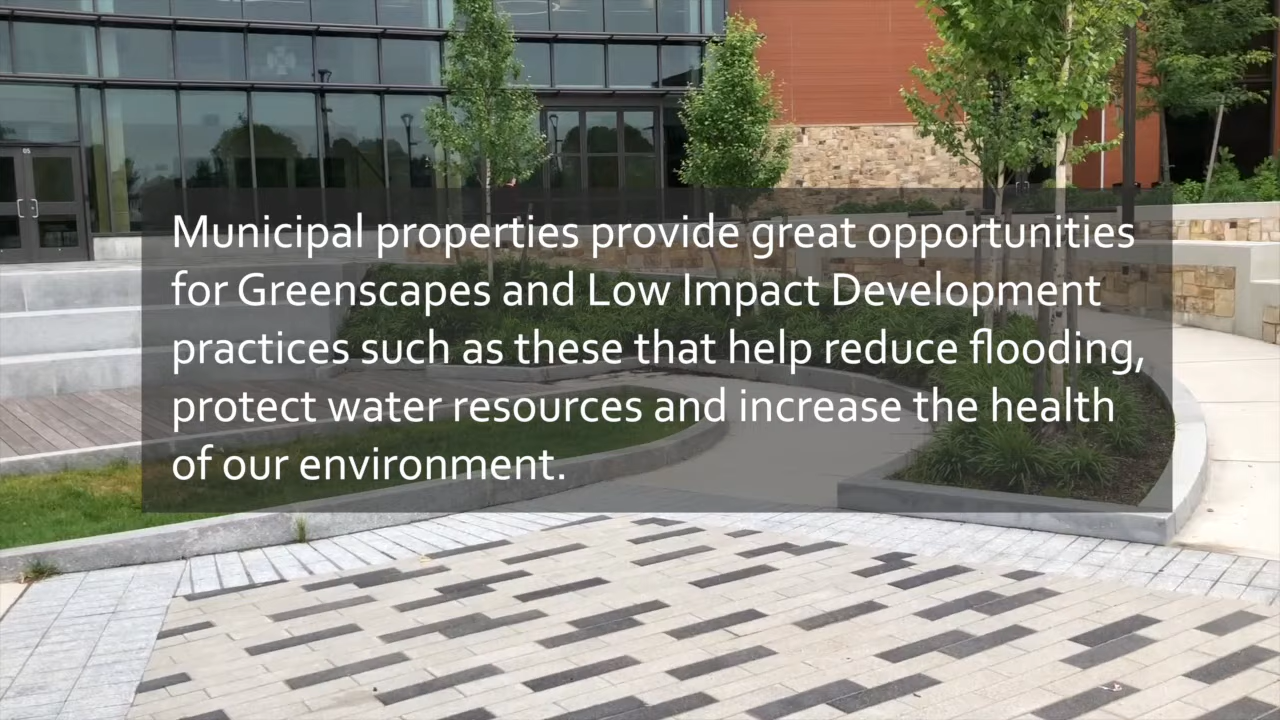 Municipal properties provide great opportunities
for Greenscapes and Low Impact Development
practices such as these that help reduce flooding,
protect water resources and increase the health
of our environment.